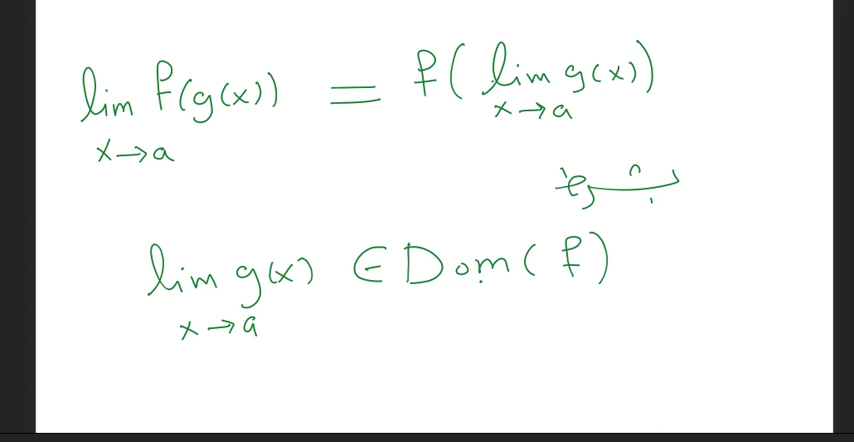 lim f(g(x)) = f( lim g(x))
x→a x→a
بشرط
lim g(x) ∈ Dom( f)
x→a